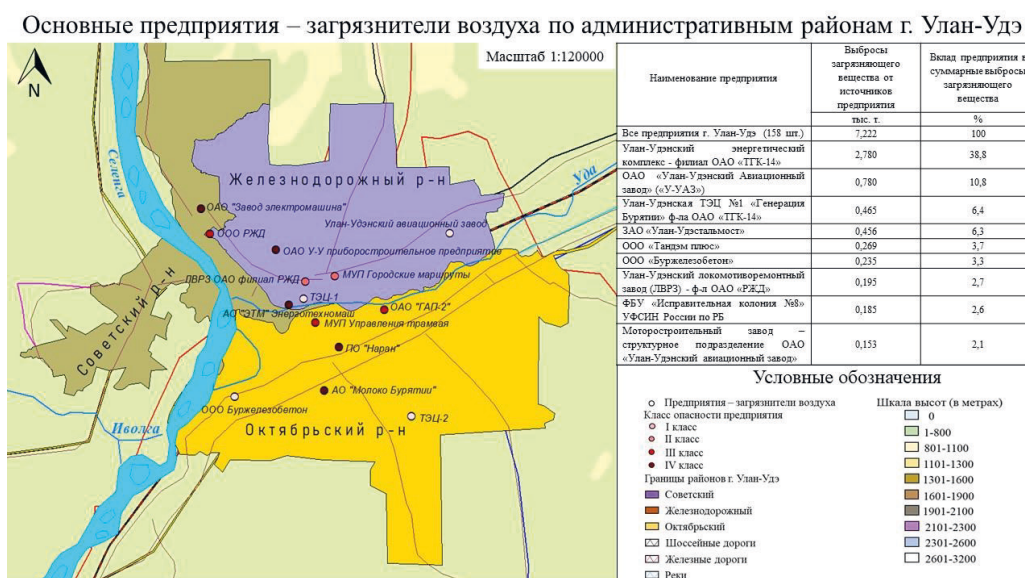 Основные предприятия – загрязнители воздуха по административным районам г. Улан-Удэ
Масштаб 1:120000
N
Селенга
Уда
Иволга
Железнодорожный р-н
Советский р-н
Октябрьский р-н
ОАО "Завод электромашина"
ООО РЖД
Улан-Удэнский авиационный завод
ОАО У-У приборостроительное предприятие
ЛВРЗ ОАО филиал РЖД
МУП Городские маршруты
ТЭЦ-1
АО "ЭТМ" Энерготехномаш
ОАО "ГАП-2"
МУП Управления трамвая
ПО "Наран"
АО "Молоко Бурятии"
ООО Буржелезобетон
ТЭЦ-2
Наименование предприятия
Выбросы
загрязняющего
вещества от
источников
предприятия
Вклад предприятия в
суммарные выбросы
загрязняющего
вещества
тыс. т.
%
Все предприятия г. Улан-Удэ (158 шт.)
7,222
100
Улан-Удэнский энергетический
комплекс - филиал ОАО «ТГК-14»
2,780
38,8
ОАО «Улан-Удэнский Авиационный
завод» («У-УАЗ»)
0,780
10,8
Улан-Удэнская ТЭЦ №1 «Генерация
Бурятии» ф-ла ОАО «ТГК-14»
0,465
6,4
ЗАО «Улан-Удэстальмост»
0,456
6,3
ООО «Тандэм плюс»
0,269
3,7
ООО «Буржелезобетон»
0,235
3,3
Улан-Удэнский локомотиворемонтный
завод (ЛВРЗ) - ф-л ОАО «РЖД»
0,195
2,7
ФБУ «Исправительная колония №8»
УФСИН России по РБ
0,185
2,6
Моторостроительный завод –
структурное подразделение ОАО
«Улан-Удэнский авиационный завод»
0,153
2,1
Условные обозначения
Предприятия – загрязнители воздуха
Класс опасности предприятия
I класс
II класс
III класс
IV класс
Границы районов г. Улан-Удэ
Советский
Железнодорожный
Октябрьский
Шоссейные дороги
Железные дороги
Реки
Шкала высот (в метрах)
0
1-800
801-1100
1101-1300
1301-1600
1601-1900
1901-2100
2101-2300
2301-2600
2601-3200